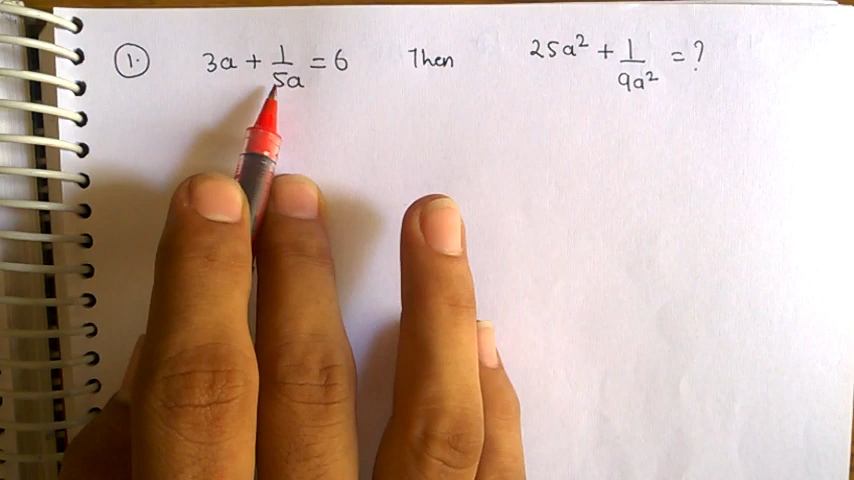 1. 3a + 1/5a = 6 Then 25a² + 1/9a² = ?